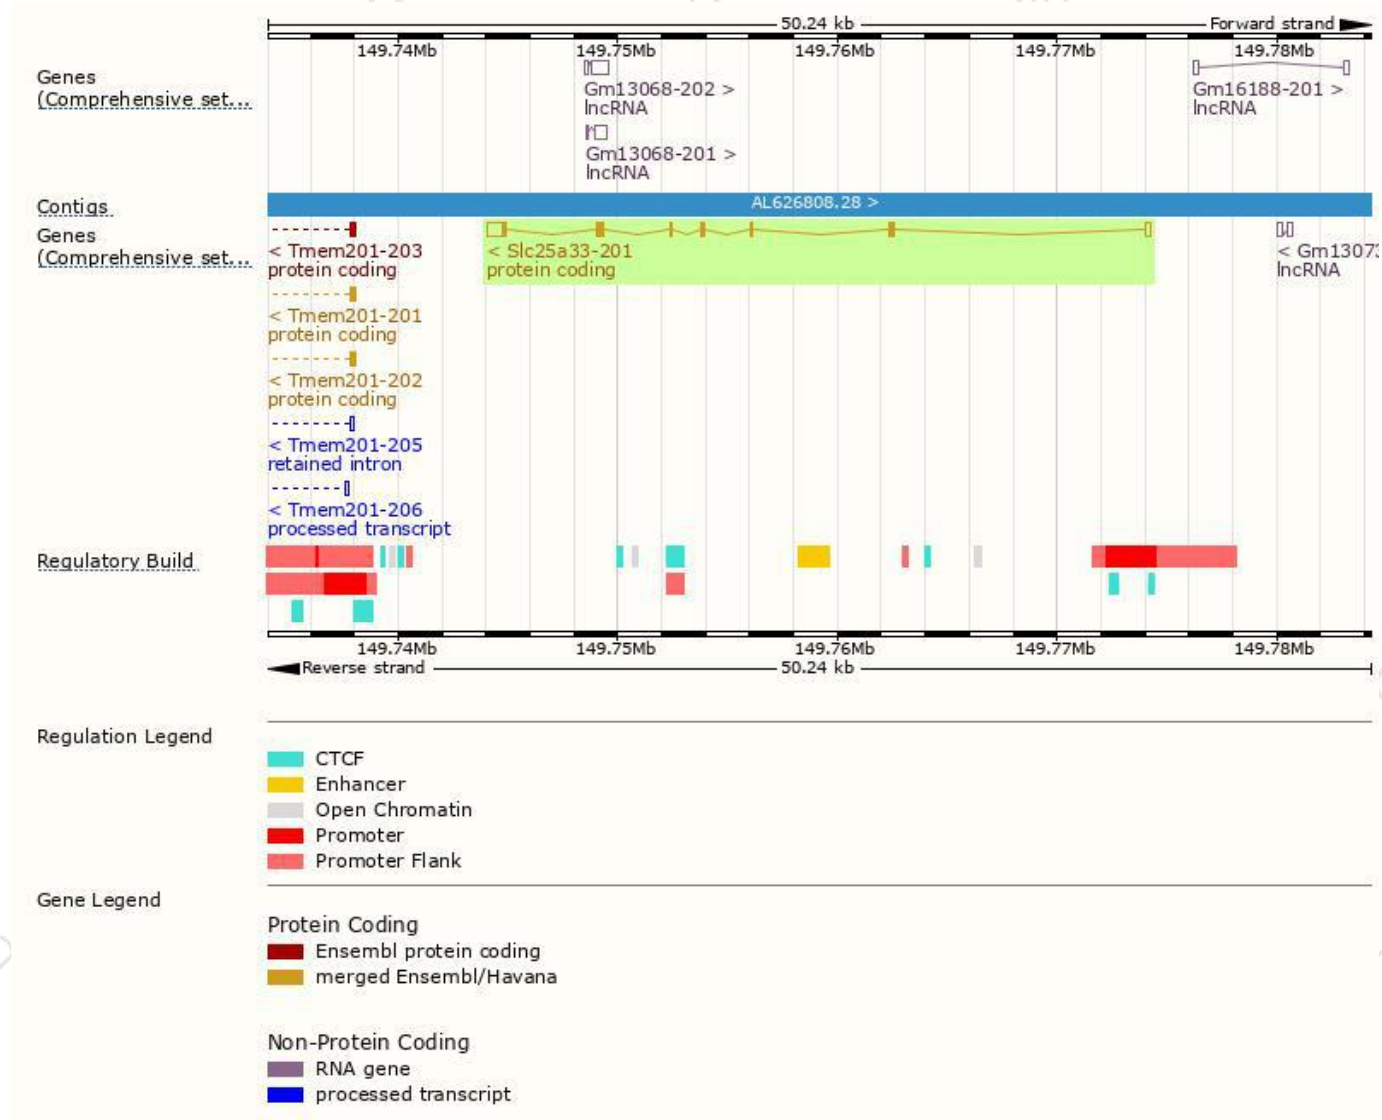 50.24 kb
Forward strand
149.74Mb 149.75Mb 149.76Mb 149.77Mb 149.78Mb
Genes
(Comprehensive set...
Gm13068-202 >
lncRNA
Gm16188-201 >
lncRNA
Gm13068-201 >
lncRNA
Contigs
AL626808.28 >
Genes
(Comprehensive set...
< Tmem201-203
protein coding
< Slc25a33-201
protein coding
< Gm13073
lncRNA
< Tmem201-201
protein coding
< Tmem201-202
protein coding
< Tmem201-205
retained intron
< Tmem201-206
processed transcript
Regulatory Build
149.74Mb 149.75Mb 149.76Mb 149.77Mb 149.78Mb
Reverse strand
50.24 kb
Regulation Legend
CTCF
Enhancer
Open Chromatin
Promoter
Promoter Flank
Gene Legend
Protein Coding
Ensembl protein coding
merged Ensembl/Havana
Non-Protein Coding
RNA gene
processed transcript